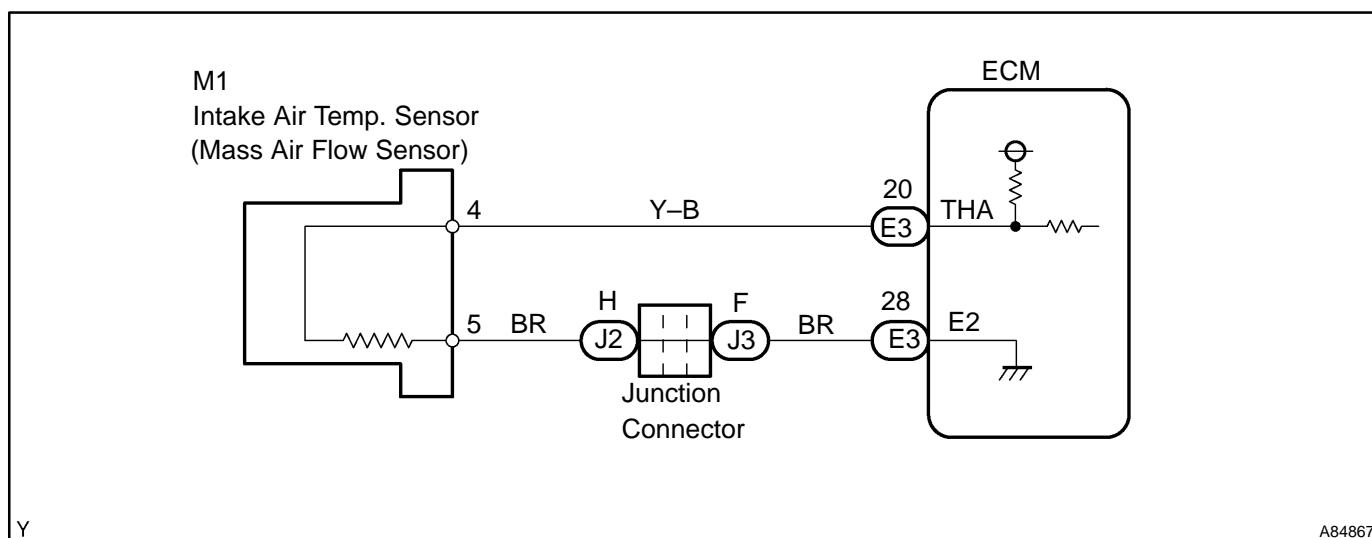 M1
Intake Air Temp. Sensor
(Mass Air Flow Sensor)
ECM
4
Y–B
20
E3
THA
5
BR
H
J2
F
J3
BR
28
E3
E2
Junction
Connector
Y
A84867